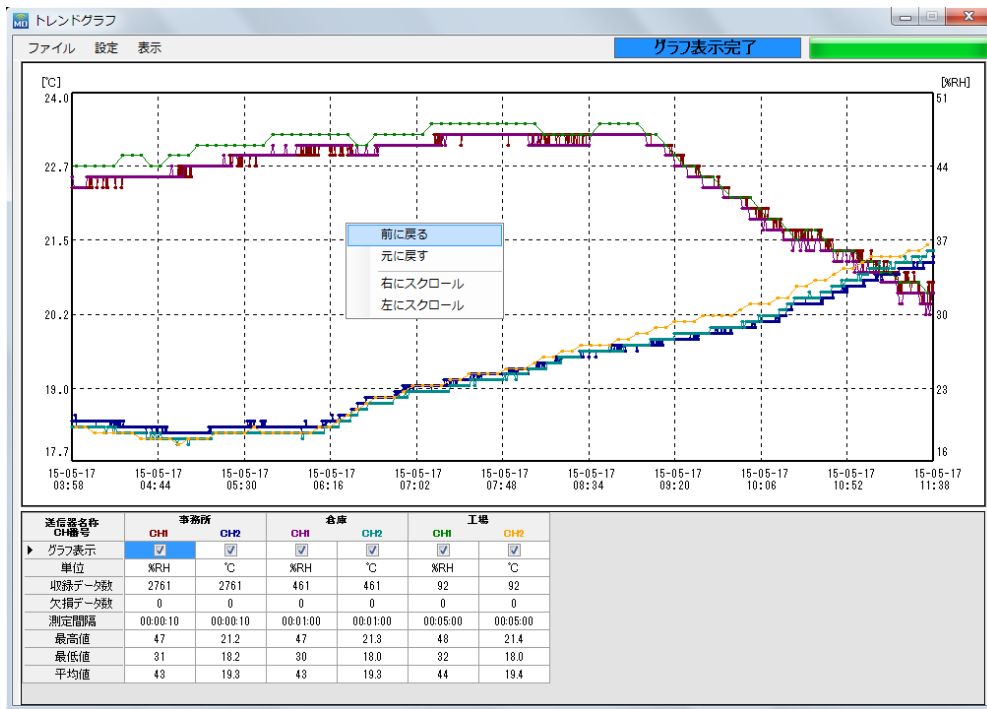 MD トレンドグラフ
ファイル 設定 表示 グラフ表示完了
[℃] [%RH]
24.0 51
22.7 44
21.5 37
20.2 30
19.0 23
17.7 16
前に戻る
元に戻す
右にスクロール
左にスクロール
15-05-17 15-05-17 15-05-17 15-05-17 15-05-17 15-05-17 15-05-17 15-05-17 15-05-17 15-05-17 15-05-17
03:58 04:44 05:30 06:16 07:02 07:48 08:34 09:20 10:06 10:52 11:38
送信器名称 事務所 倉庫 工場
CH番号 CH1 CH2 CH1 CH2 CH1 CH2
グラフ表示
単位 %RH ℃ %RH ℃ %RH ℃
収録データ数 2761 2761 461 461 92 92
欠損データ数 0 0 0 0 0 0
測定間隔 00:00:10 00:00:10 00:01:00 00:01:00 00:05:00 00:05:00
最高値 47 21.2 47 21.3 48 21.4
最低値 31 18.2 30 18.0 32 18.0
平均値 43 19.3 43 19.3 44 19.4